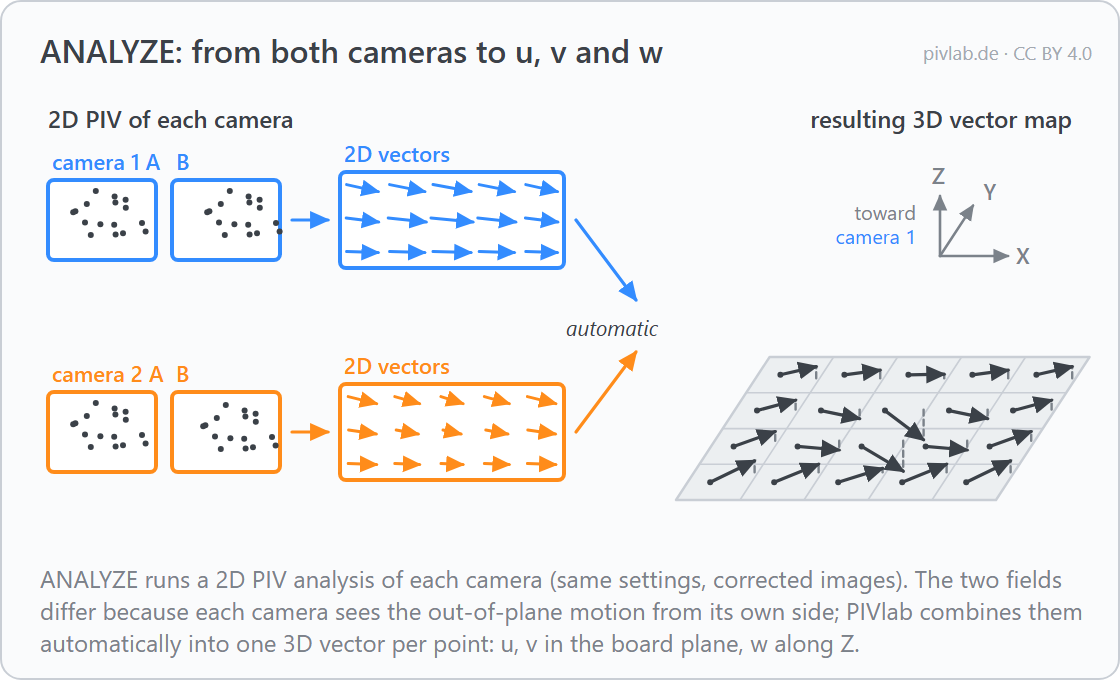 ANALYZE: from both cameras to u, v and w
pivlab.de · CC BY 4.0
2D PIV of each camera
resulting 3D vector map
camera 1 A B
2D vectors
Z
Y
toward
camera 1
X
automatic
camera 2 A B
2D vectors
ANALYZE runs a 2D PIV analysis of each camera (same settings, corrected images). The two fields
differ because each camera sees the out-of-plane motion from its own side; PIVlab combines them
automatically into one 3D vector per point: u, v in the board plane, w along Z.